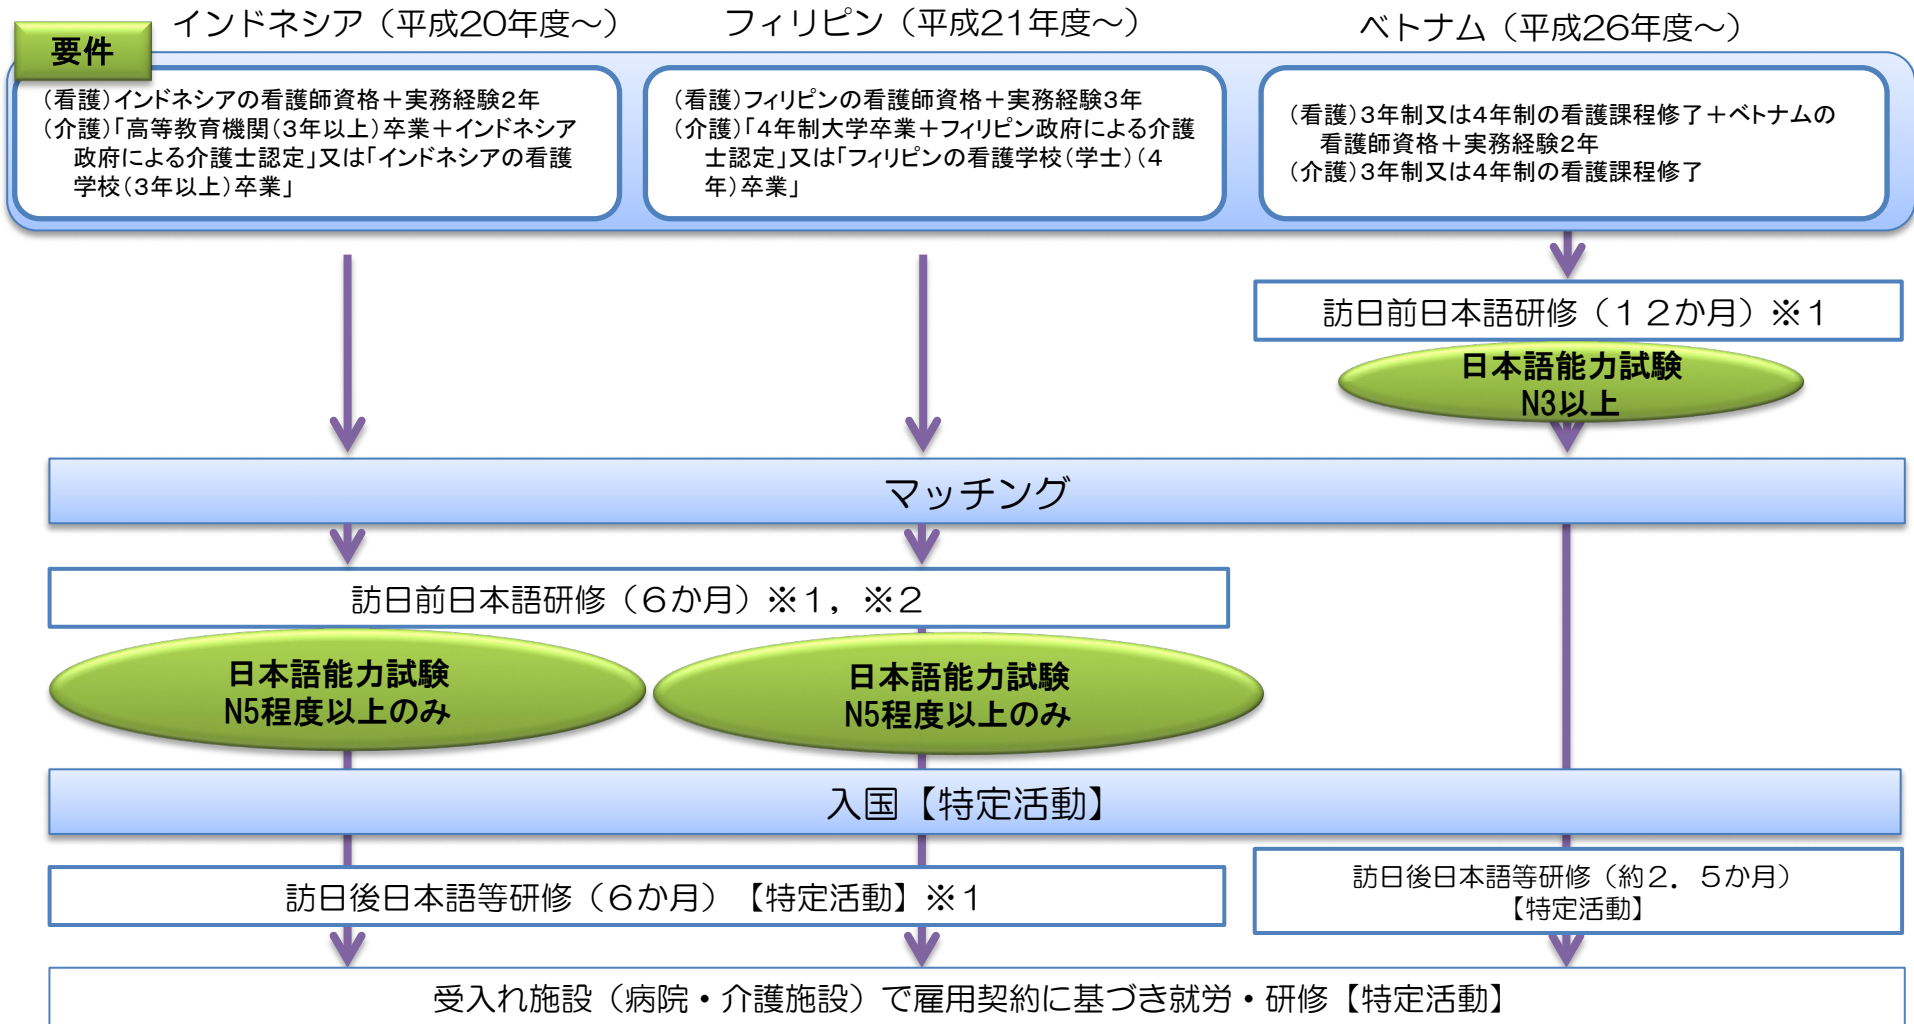 インドネシア（平成20年度～）
フィリピン（平成21年度～）
ベトナム（平成26年度～）
要件
（看護）インドネシアの看護師資格＋実務経験2年
（介護）「高等教育機関（3年以上）卒業＋インドネシア
政府による介護士認定」又は「インドネシアの看護
学校（3年以上）卒業」
（看護）フィリピンの看護師資格＋実務経験3年
（介護）「4年制大学卒業＋フィリピン政府による介護
士認定」又は「フィリピンの看護学校（学士）（4
年）卒業」
（看護）3年制又は4年制の看護課程修了＋ベトナムの
看護師資格＋実務経験2年
（介護）3年制又は4年制の看護課程修了
訪日前日本語研修（１２か月）※１
日本語能力試験
N3以上
マッチング
訪日前日本語研修（６か月）※１，※２
日本語能力試験
N5程度以上のみ
日本語能力試験
N5程度以上のみ
入国【特定活動】
訪日後日本語等研修（６か月）【特定活動】※１
訪日後日本語等研修（約２．５か月）
【特定活動】
受入れ施設（病院・介護施設）で雇用契約に基づき就労・研修【特定活動】